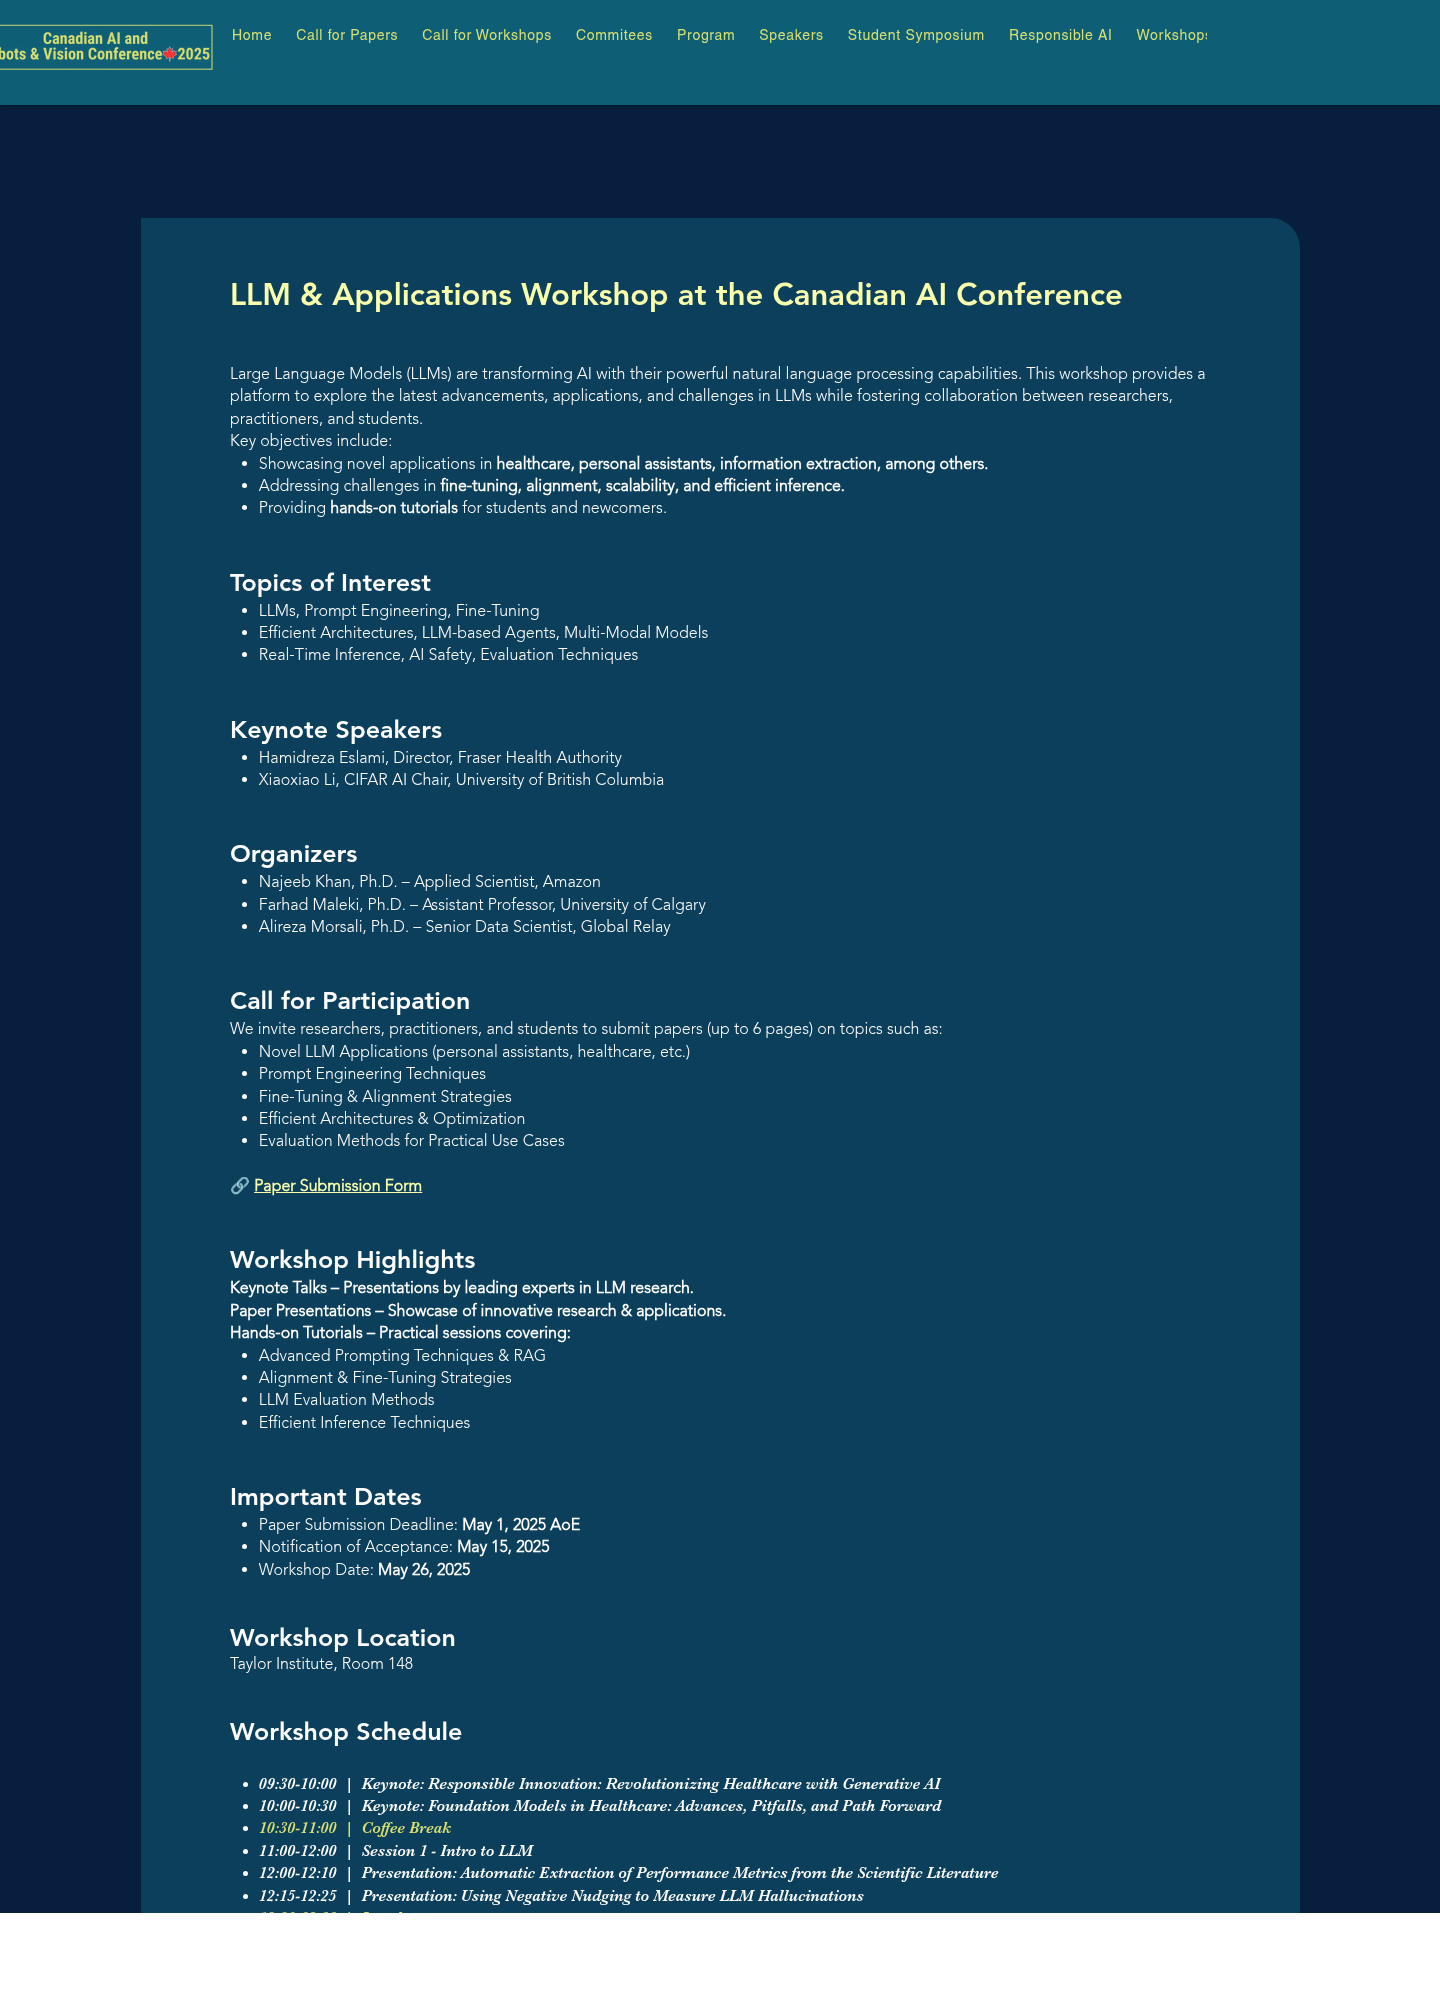 Canadian AI and
bots & Vision Conference 2025
Home Call for Papers Call for Workshops Commitees Program Speakers Student Symposium Responsible AI Workshops
LLM & Applications Workshop at the Canadian AI Conference
Large Language Models (LLMs) are transforming AI with their powerful natural language processing capabilities. This workshop provides a
platform to explore the latest advancements, applications, and challenges in LLMs while fostering collaboration between researchers,
practitioners, and students.
Key objectives include:
• Showcasing novel applications in healthcare, personal assistants, information extraction, among others.
• Addressing challenges in fine-tuning, alignment, scalability, and efficient inference.
• Providing hands-on tutorials for students and newcomers.
Topics of Interest
• LLMs, Prompt Engineering, Fine-Tuning
• Efficient Architectures, LLM-based Agents, Multi-Modal Models
• Real-Time Inference, AI Safety, Evaluation Techniques
Keynote Speakers
• Hamidreza Eslami, Director, Fraser Health Authority
• Xiaoxiao Li, CIFAR AI Chair, University of British Columbia
Organizers
• Najeeb Khan, Ph.D. – Applied Scientist, Amazon
• Farhad Maleki, Ph.D. – Assistant Professor, University of Calgary
• Alireza Morsali, Ph.D. – Senior Data Scientist, Global Relay
Call for Participation
We invite researchers, practitioners, and students to submit papers (up to 6 pages) on topics such as:
• Novel LLM Applications (personal assistants, healthcare, etc.)
• Prompt Engineering Techniques
• Fine-Tuning & Alignment Strategies
• Efficient Architectures & Optimization
• Evaluation Methods for Practical Use Cases
🔗 Paper Submission Form
Workshop Highlights
Keynote Talks – Presentations by leading experts in LLM research.
Paper Presentations – Showcase of innovative research & applications.
Hands-on Tutorials – Practical sessions covering:
• Advanced Prompting Techniques & RAG
• Alignment & Fine-Tuning Strategies
• LLM Evaluation Methods
• Efficient Inference Techniques
Important Dates
• Paper Submission Deadline: May 1, 2025 AoE
• Notification of Acceptance: May 15, 2025
• Workshop Date: May 26, 2025
Workshop Location
Taylor Institute, Room 148
Workshop Schedule
• 09:30-10:00 | Keynote: Responsible Innovation: Revolutionizing Healthcare with Generative AI
• 10:00-10:30 | Keynote: Foundation Models in Healthcare: Advances, Pitfalls, and Path Forward
• 10:30-11:00 | Coffee Break
• 11:00-12:00 | Session 1 - Intro to LLM
• 12:00-12:10 | Presentation: Automatic Extraction of Performance Metrics from the Scientific Literature
• 12:15-12:25 | Presentation: Using Negative Nudging to Measure LLM Hallucinations